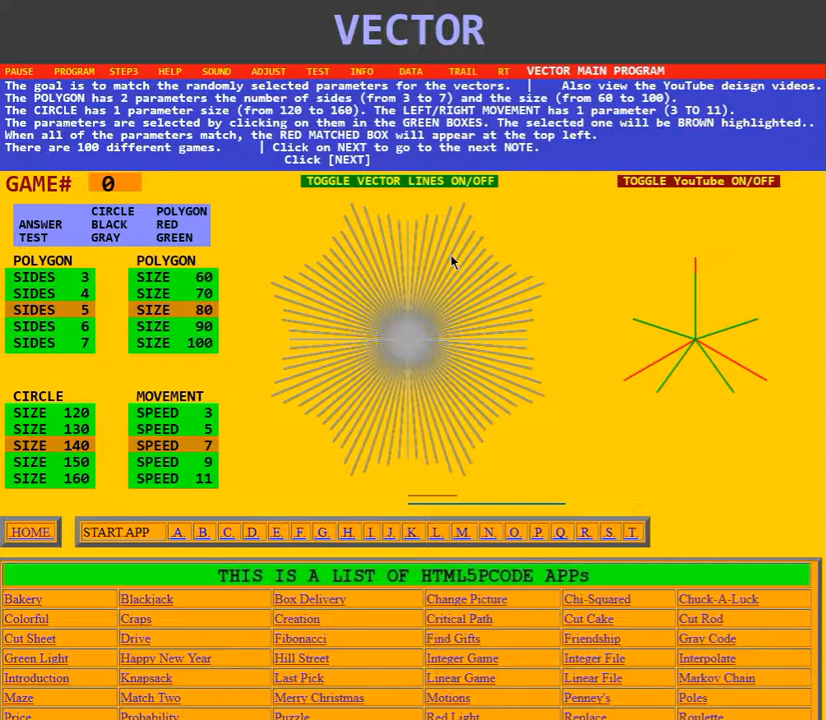 VECTOR
PAUSE PROGRAM STEP3 HELP SOUND ADJUST TEST INFO DATA TRAIL RT VECTOR MAIN PROGRAM
The goal is to match the randomly selected parameters for the vectors. | Also view the YouTube deisgn videos.
The POLYGON has 2 parameters the number of sides (from 3 to 7) and the size (from 60 to 100).
The CIRCLE has 1 parameter size (from 120 to 160). The LEFT/RIGHT MOVEMENT has 1 parameter (3 TO 11).
The parameters are selected by clicking on them in the GREEN BOXES. The selected one will be BROWN highlighted..
When all of the parameters match, the RED MATCHED BOX will appear at the top left.
There are 100 different games. | Click on NEXT to go to the next NOTE.
Click [NEXT]
GAME# 0 TOGGLE VECTOR LINES ON/OFF TOGGLE YouTube ON/OFF
CIRCLE POLYGON
ANSWER BLACK RED
TEST GRAY GREEN
POLYGON POLYGON
SIDES 3 SIZE 60
SIDES 4 SIZE 70
SIDES 5 SIZE 80
SIDES 6 SIZE 90
SIDES 7 SIZE 100
CIRCLE MOVEMENT
SIZE 120 SPEED 3
SIZE 130 SPEED 5
SIZE 140 SPEED 7
SIZE 150 SPEED 9
SIZE 160 SPEED 11
HOME START.APP A. B. C. D. E. F. G. H. I. J. K. L. M. N. O. P. Q. R. S. T.
THIS IS A LIST OF HTML5PCODE APPs
Bakery Blackjack Box Delivery Change Picture Chi-Squared Chuck-A-Luck
Colorful Craps Creation Critical Path Cut Cake Cut Rod
Cut Sheet Drive Fibonacci Find Gifts Friendship Gray Code
Green Light Happy New Year Hill Street Integer Game Integer File Interpolate
Introduction Knapsack Last Pick Linear Game Linear File Markov Chain
Maze Match Two Merry Christmas Motions Penney's Poles
Price Probability Puzzle Red Light Replace Roulette